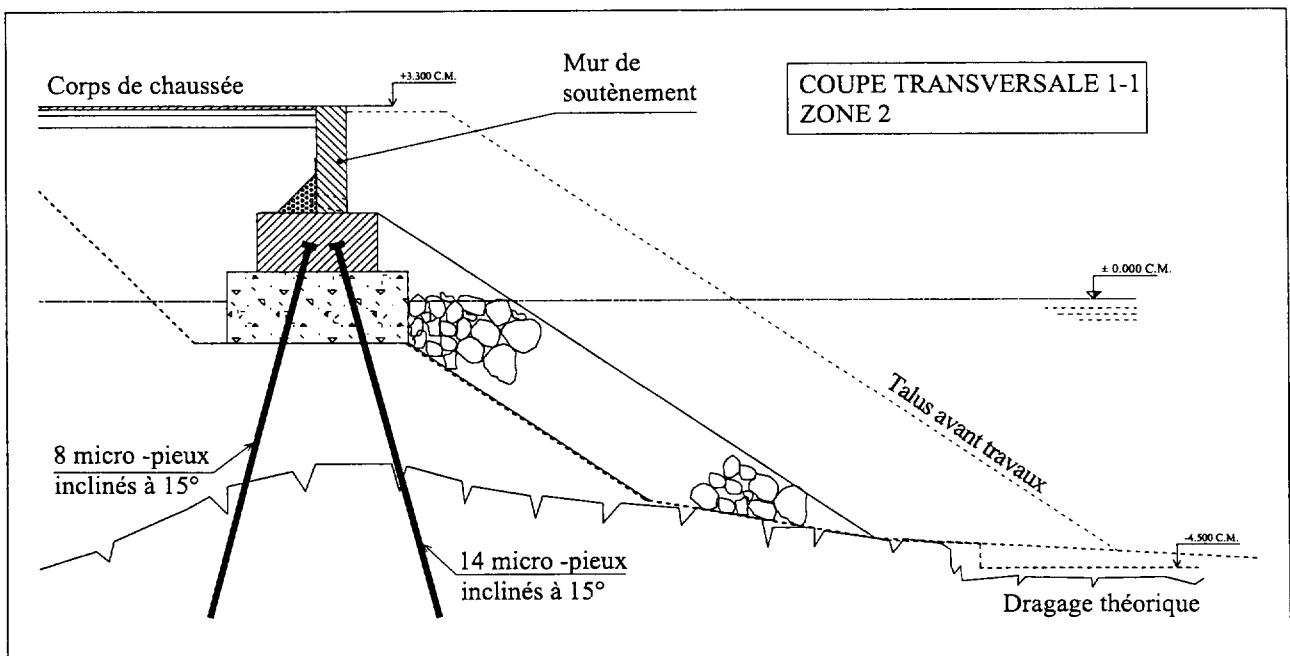 Corps de chaussée
+3.300 C.M.
Mur de
soutènement
COUPE TRANSVERSALE 1-1
ZONE 2
± 0.000 C.M.
Talus avant travaux
8 micro -pieux
inclinés à 15°
14 micro -pieux
inclinés à 15°
-4.500 C.M.
Dragage théorique